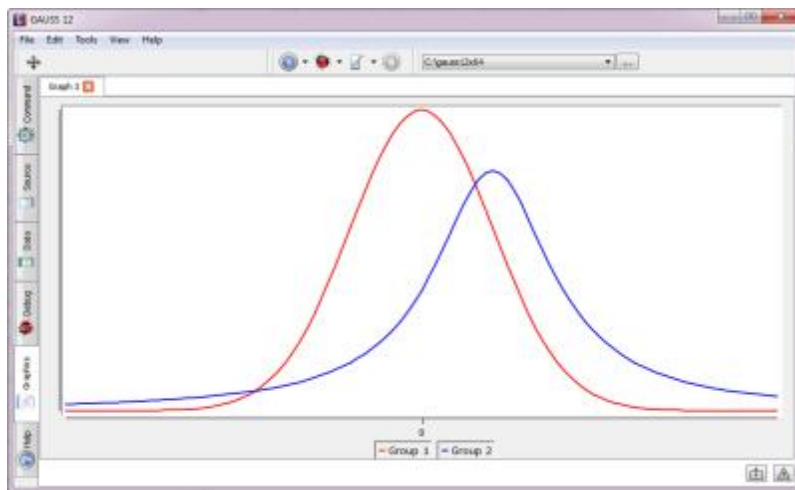 GAUSS 12
File Edit Tools View Help
C:\gauss12x64
...
Graph 1
Command
Source
Data
Debug
Graphics
Help
0
Group 1 Group 2